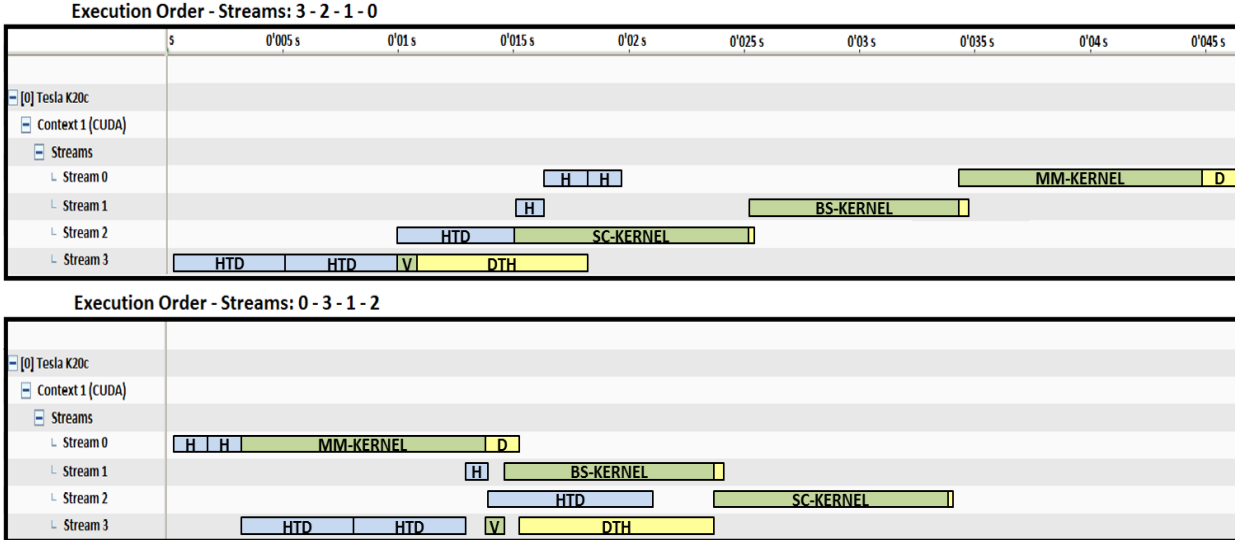 Execution Order - Streams: 3 - 2 - 1 - 0
s 0'005 s 0'01 s 0'015 s 0'02 s 0'025 s 0'03 s 0'035 s 0'04 s 0'045 s
[0] Tesla K20c
Context 1 (CUDA)
Streams
Stream 0 H H MM-KERNEL D
Stream 1 H BS-KERNEL
Stream 2 HTD SC-KERNEL
Stream 3 HTD HTD V DTH
Execution Order - Streams: 0 - 3 - 1 - 2
[0] Tesla K20c
Context 1 (CUDA)
Streams
Stream 0 H H MM-KERNEL D
Stream 1 H BS-KERNEL
Stream 2 HTD SC-KERNEL
Stream 3 HTD HTD V DTH